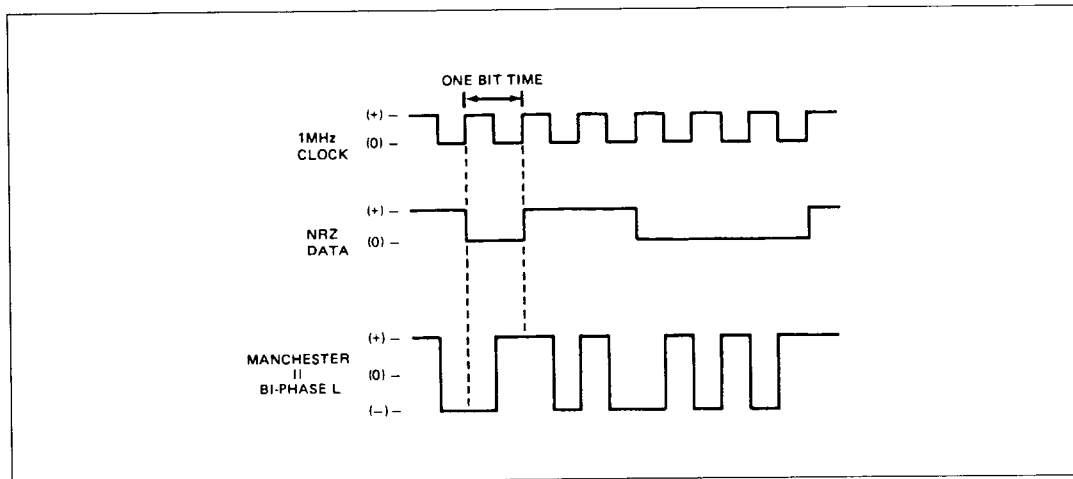 ONE BIT TIME
(+) –
1MHz
CLOCK
(0) –
(+) –
NRZ
DATA
(0) –
(+) –
MANCHESTER
II
BI-PHASE L
(0) –
(–) –